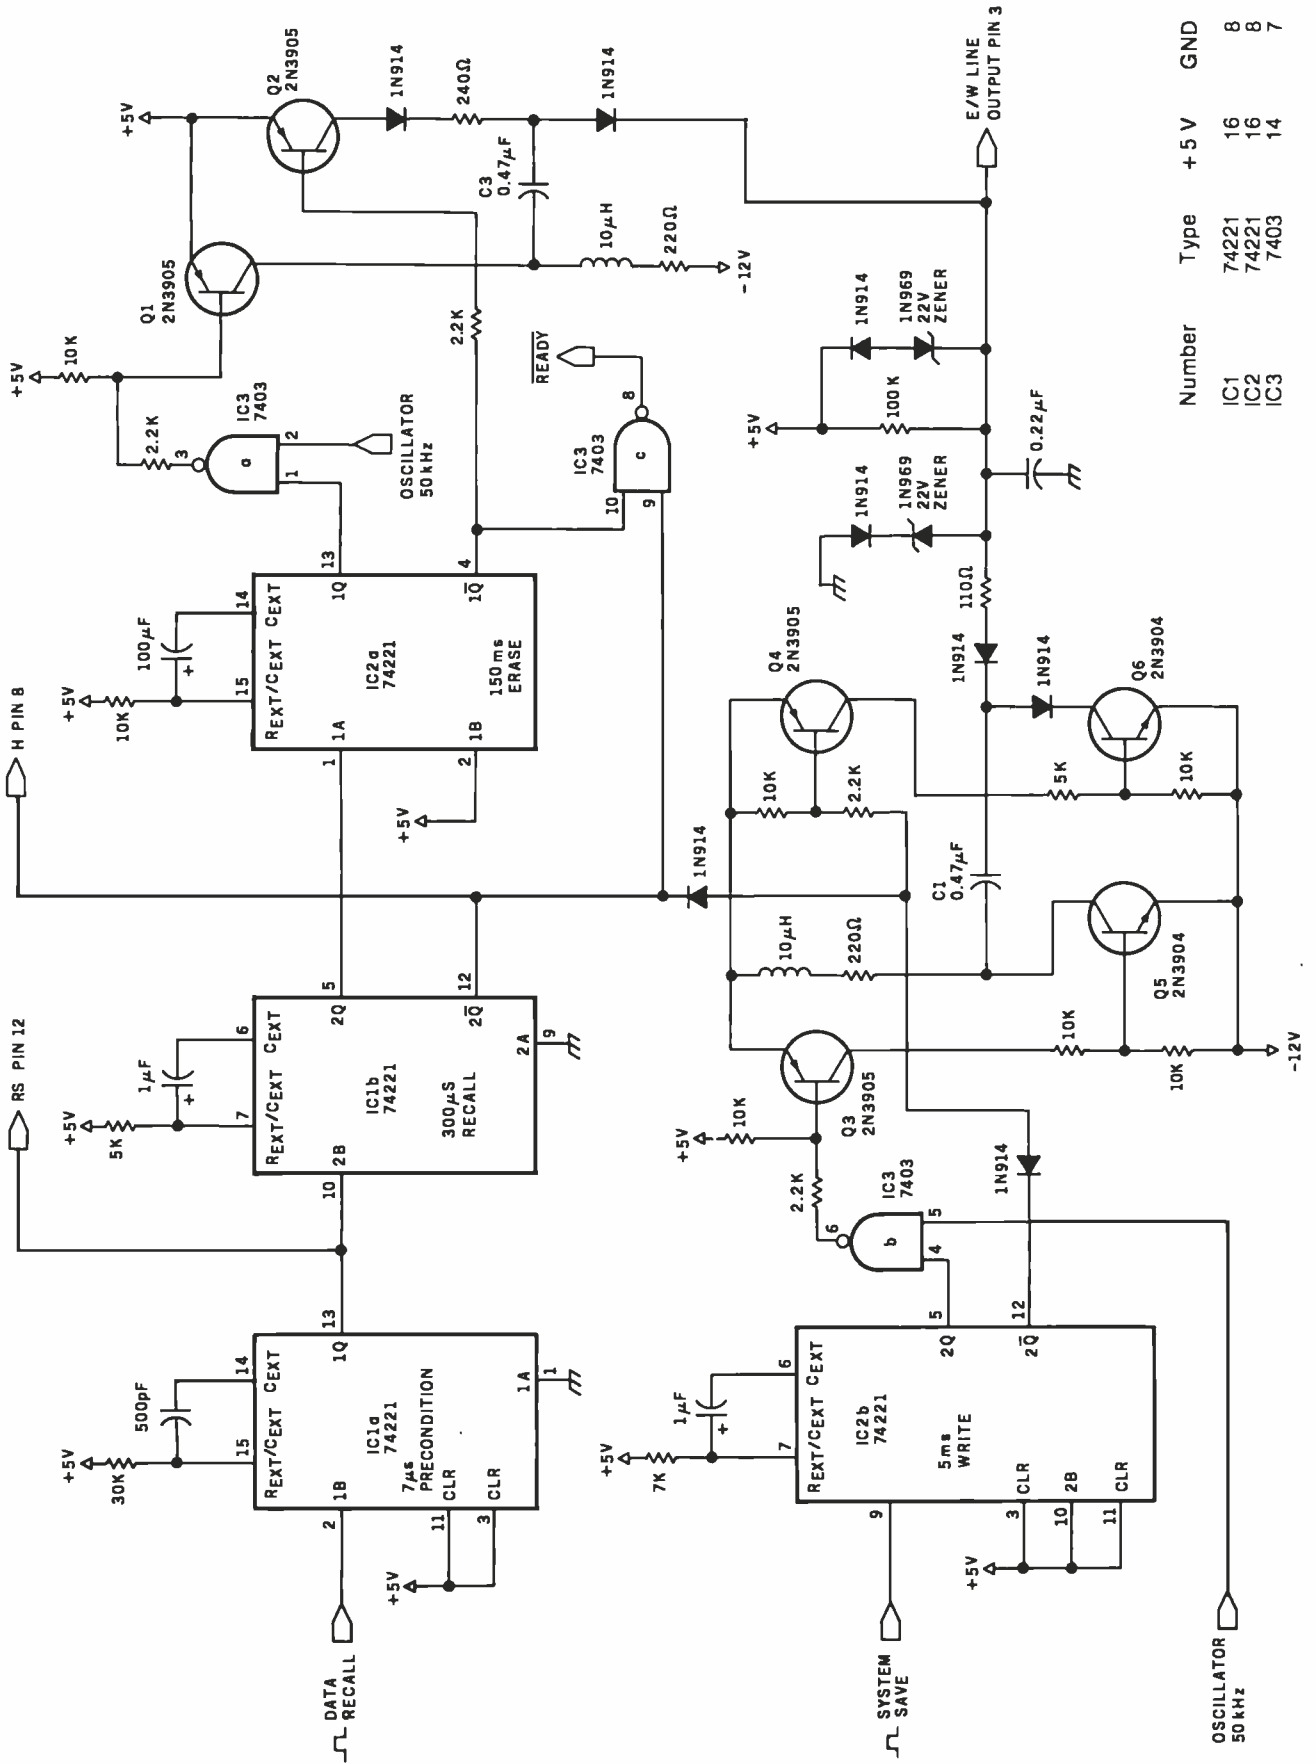 RS PIN 12
H PIN 8
+5V
30K
500pF
15
14
REXT/CEXT CEXT
DATA
RECALL
2
1B
IC1a
74221
1Q
13
7µs
PRECONDITION
11
CLR
3
CLR
1A
1
+5V
+5V
5K
1µF
7
6
REXT/CEXT CEXT
10
2B
IC1b
74221
2Q
5
300µS
RECALL
2Q
12
2A
9
+5V
10K
100µF
15
14
REXT/CEXT CEXT
1
1A
IC2a
74221
1Q
13
2
1B
150ms
ERASE
1Q
4
+5V
+5V
10K
2.2K
3
IC3
7403
a
1
2
OSCILLATOR
50kHz
Q1
2N3905
+5V
Q2
2N3905
1N914
240Ω
C3
0.47µF
1N914
10µH
220Ω
-12V
2.2K
READY
IC3
7403
c
10
9
8
+5V
7K
1µF
7
6
REXT/CEXT CEXT
SYSTEM
SAVE
9
IC2b
74221
5ms
WRITE
3
CLR
10
2B
11
CLR
+5V
2Q
5
2Q
12
OSCILLATOR
50kHz
IC3
7403
b
4
5
6
2.2K
+5V
10K
Q3
2N3905
1N914
10K
10K
-12V
10µH
220Ω
Q5
2N3904
C1
0.47µF
1N914
10K
2.2K
Q4
2N3905
5K
10K
Q6
2N3904
1N914
1N914
110Ω
1N914
1N969
22V
ZENER
+5V
100K
0.22µF
1N914
1N969
22V
ZENER
E/W LINE
OUTPUT PIN 3
Number Type +5 V GND
IC1 74221 16 8
IC2 74221 16 8
IC3 7403 14 7